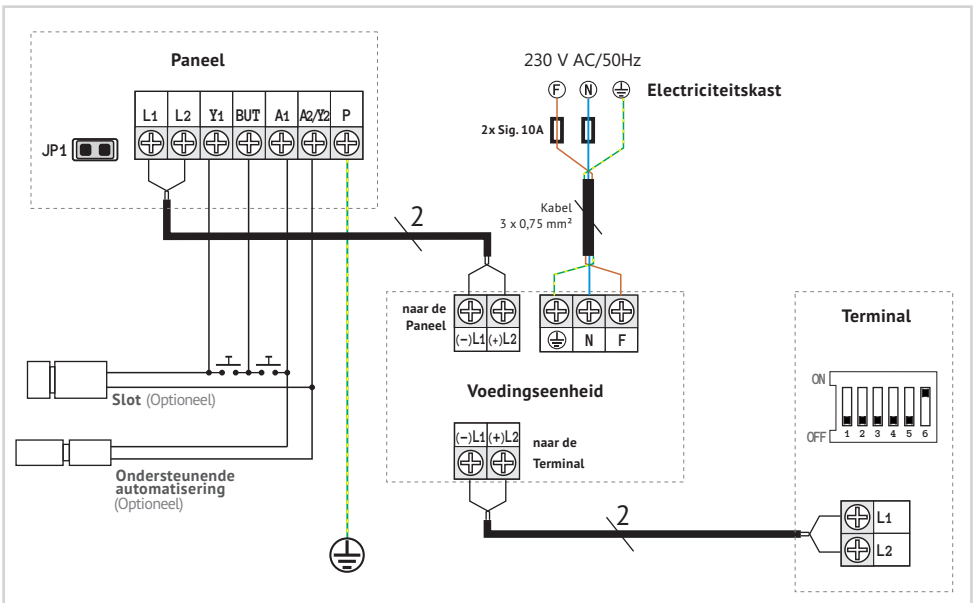 Paneel
L1 L2 Y1 BUT A1 A2/Y2 P
JP1
230 V AC/50Hz
F N
Electriciteitskast
2x Sig. 10A
Kabel
3 x 0,75 mm²
2
naar de
Paneel
(-)L1 (+)L2
N F
Voedingseenheid
(-)L1 (+)L2
naar de
Terminal
2
Slot (Optioneel)
Ondersteunende
automatisering
(Optioneel)
Terminal
ON
OFF
1 2 3 4 5 6
L1
L2